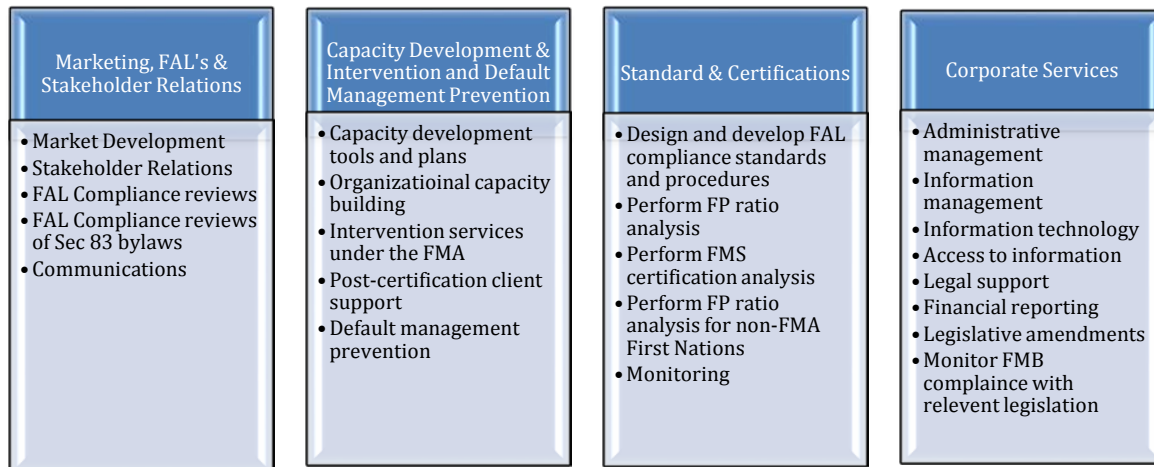 Marketing, FAL's &
Stakeholder Relations
• Market Development
• Stakeholder Relations
• FAL Compliance reviews
• FAL Compliance reviews
of Sec 83 bylaws
• Communications
Capacity Development &
Intervention and Default
Management Prevention
• Capacity development
tools and plans
• Organizatioinal capacity
building
• Intervention services
under the FMA
• Post-certification client
support
• Default management
prevention
Standard & Certifications
• Design and develop FAL
compliance standards
and procedures
• Perform FP ratio
analysis
• Perform FMS
certification analysis
• Perform FP ratio
analysis for non-FMA
First Nations
• Monitoring
Corporate Services
• Administrative
management
• Information
management
• Information technology
• Access to information
• Legal support
• Financial reporting
• Legislative amendments
• Monitor FMB
complaince with
relevent legislation